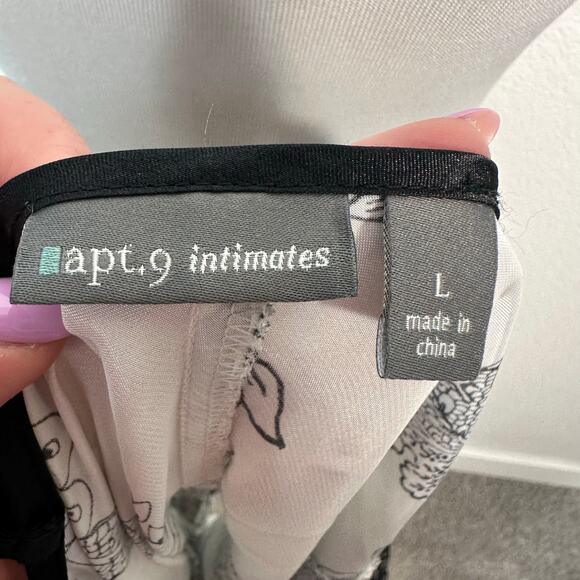 apt.9 intimates
L
made in
china